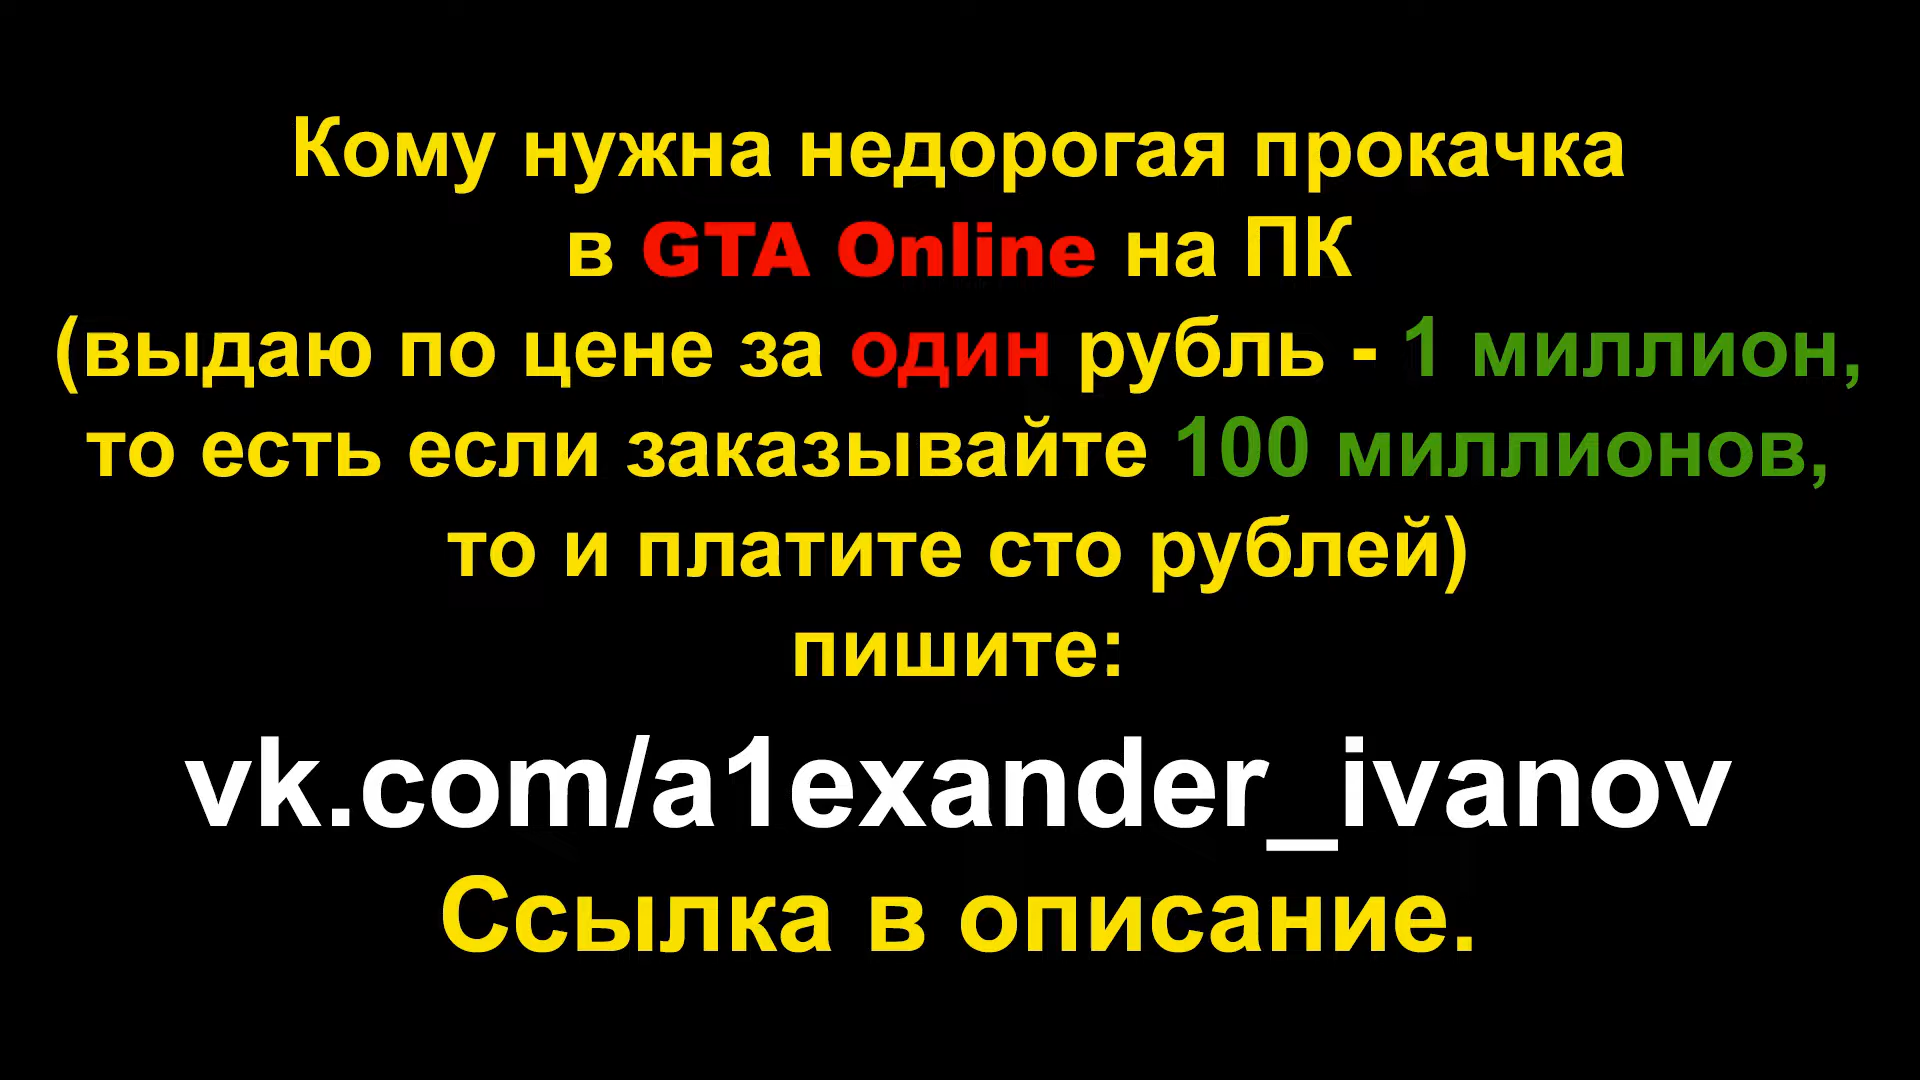 Кому нужна недорогая прокачка
в GTA Online на ПК
(выдаю по цене за один рубль - 1 миллион,
то есть если заказывайте 100 миллионов,
то и платите сто рублей)
пишите:
vk.com/a1exander_ivanov
Ссылка в описание.